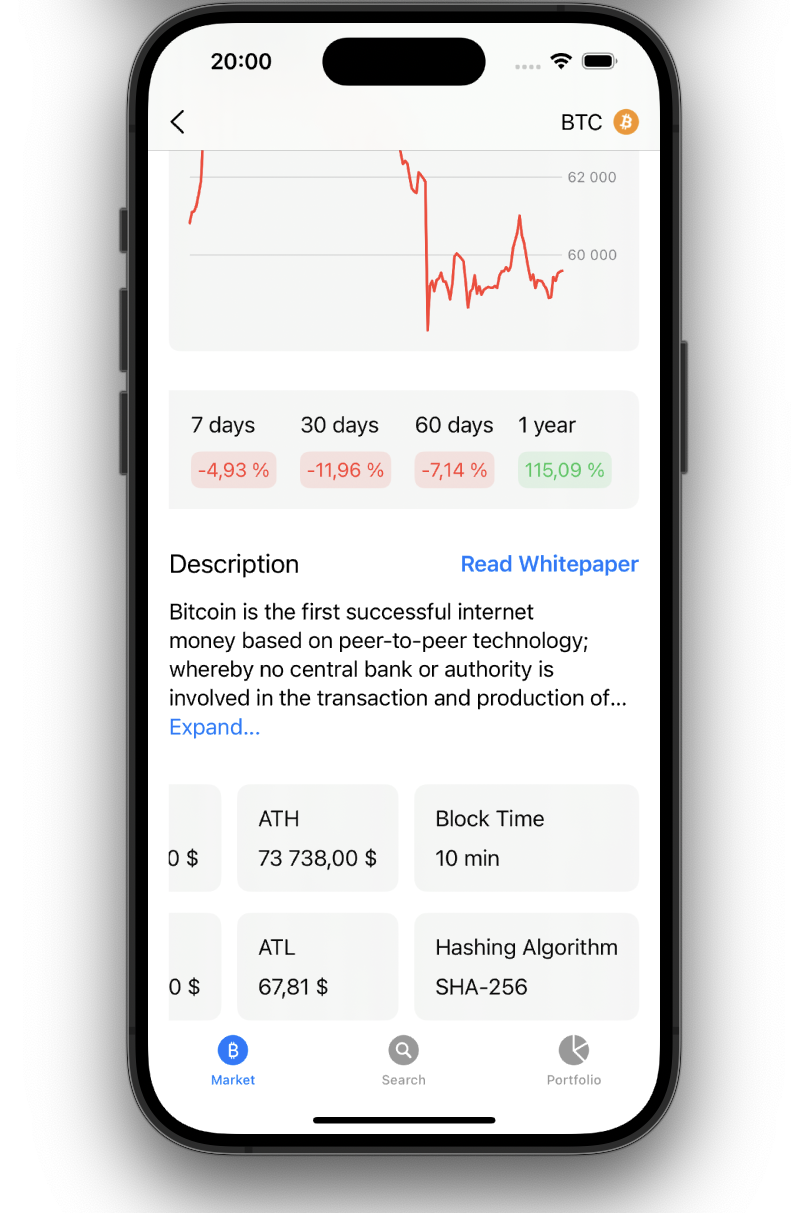 20:00
BTC
62 000
60 000
7 days 30 days 60 days 1 year
-4,93 % -11,96 % -7,14 % 115,09 %
Description Read Whitepaper
Bitcoin is the first successful internet
money based on peer-to-peer technology;
whereby no central bank or authority is
involved in the transaction and production of...
Expand...
ATH Block Time
0 $ 73 738,00 $ 10 min
ATL Hashing Algorithm
0 $ 67,81 $ SHA-256
Market Search Portfolio